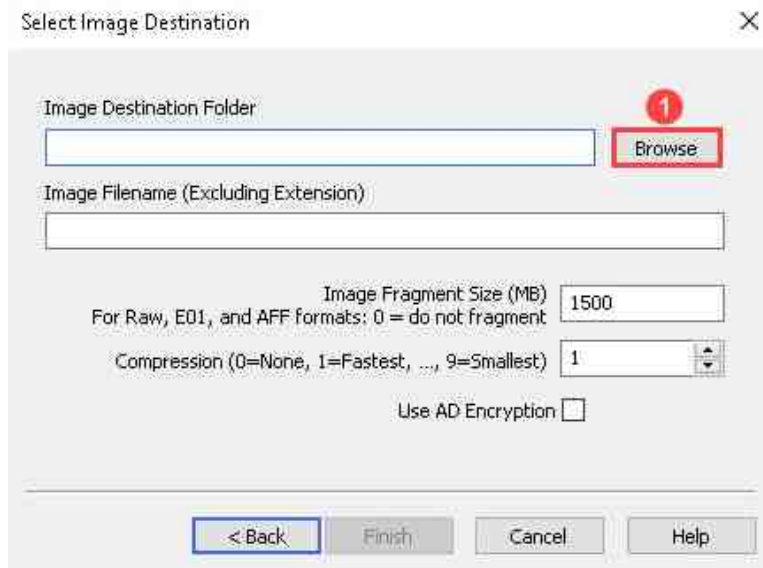 Select Image Destination
Image Destination Folder
1
Browse
Image Filename (Excluding Extension)
Image Fragment Size (MB)
1500
For Raw, E01, and AFF formats: 0 = do not fragment
Compression (0=None, 1=Fastest, ..., 9=Smallest) 1
Use AD Encryption
< Back Finish Cancel Help